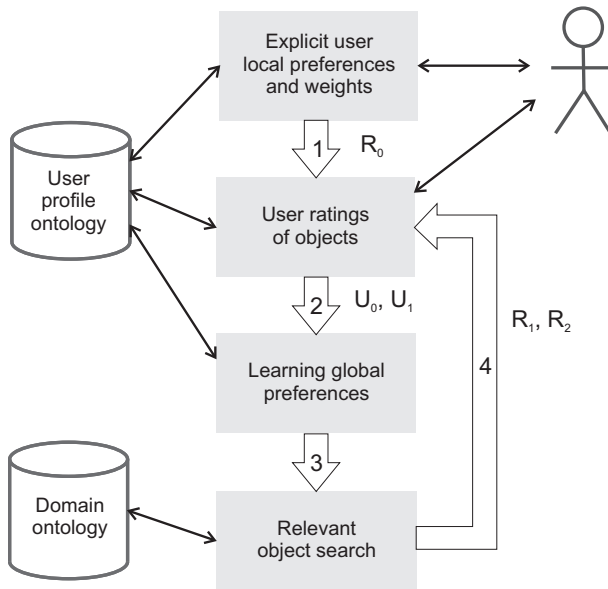 Explicit user
local preferences
and weights
1
R₀
User
profile
ontology
User ratings
of objects
2
U₀, U₁
R₁, R₂
4
Learning global
preferences
3
Domain
ontology
Relevant
object search